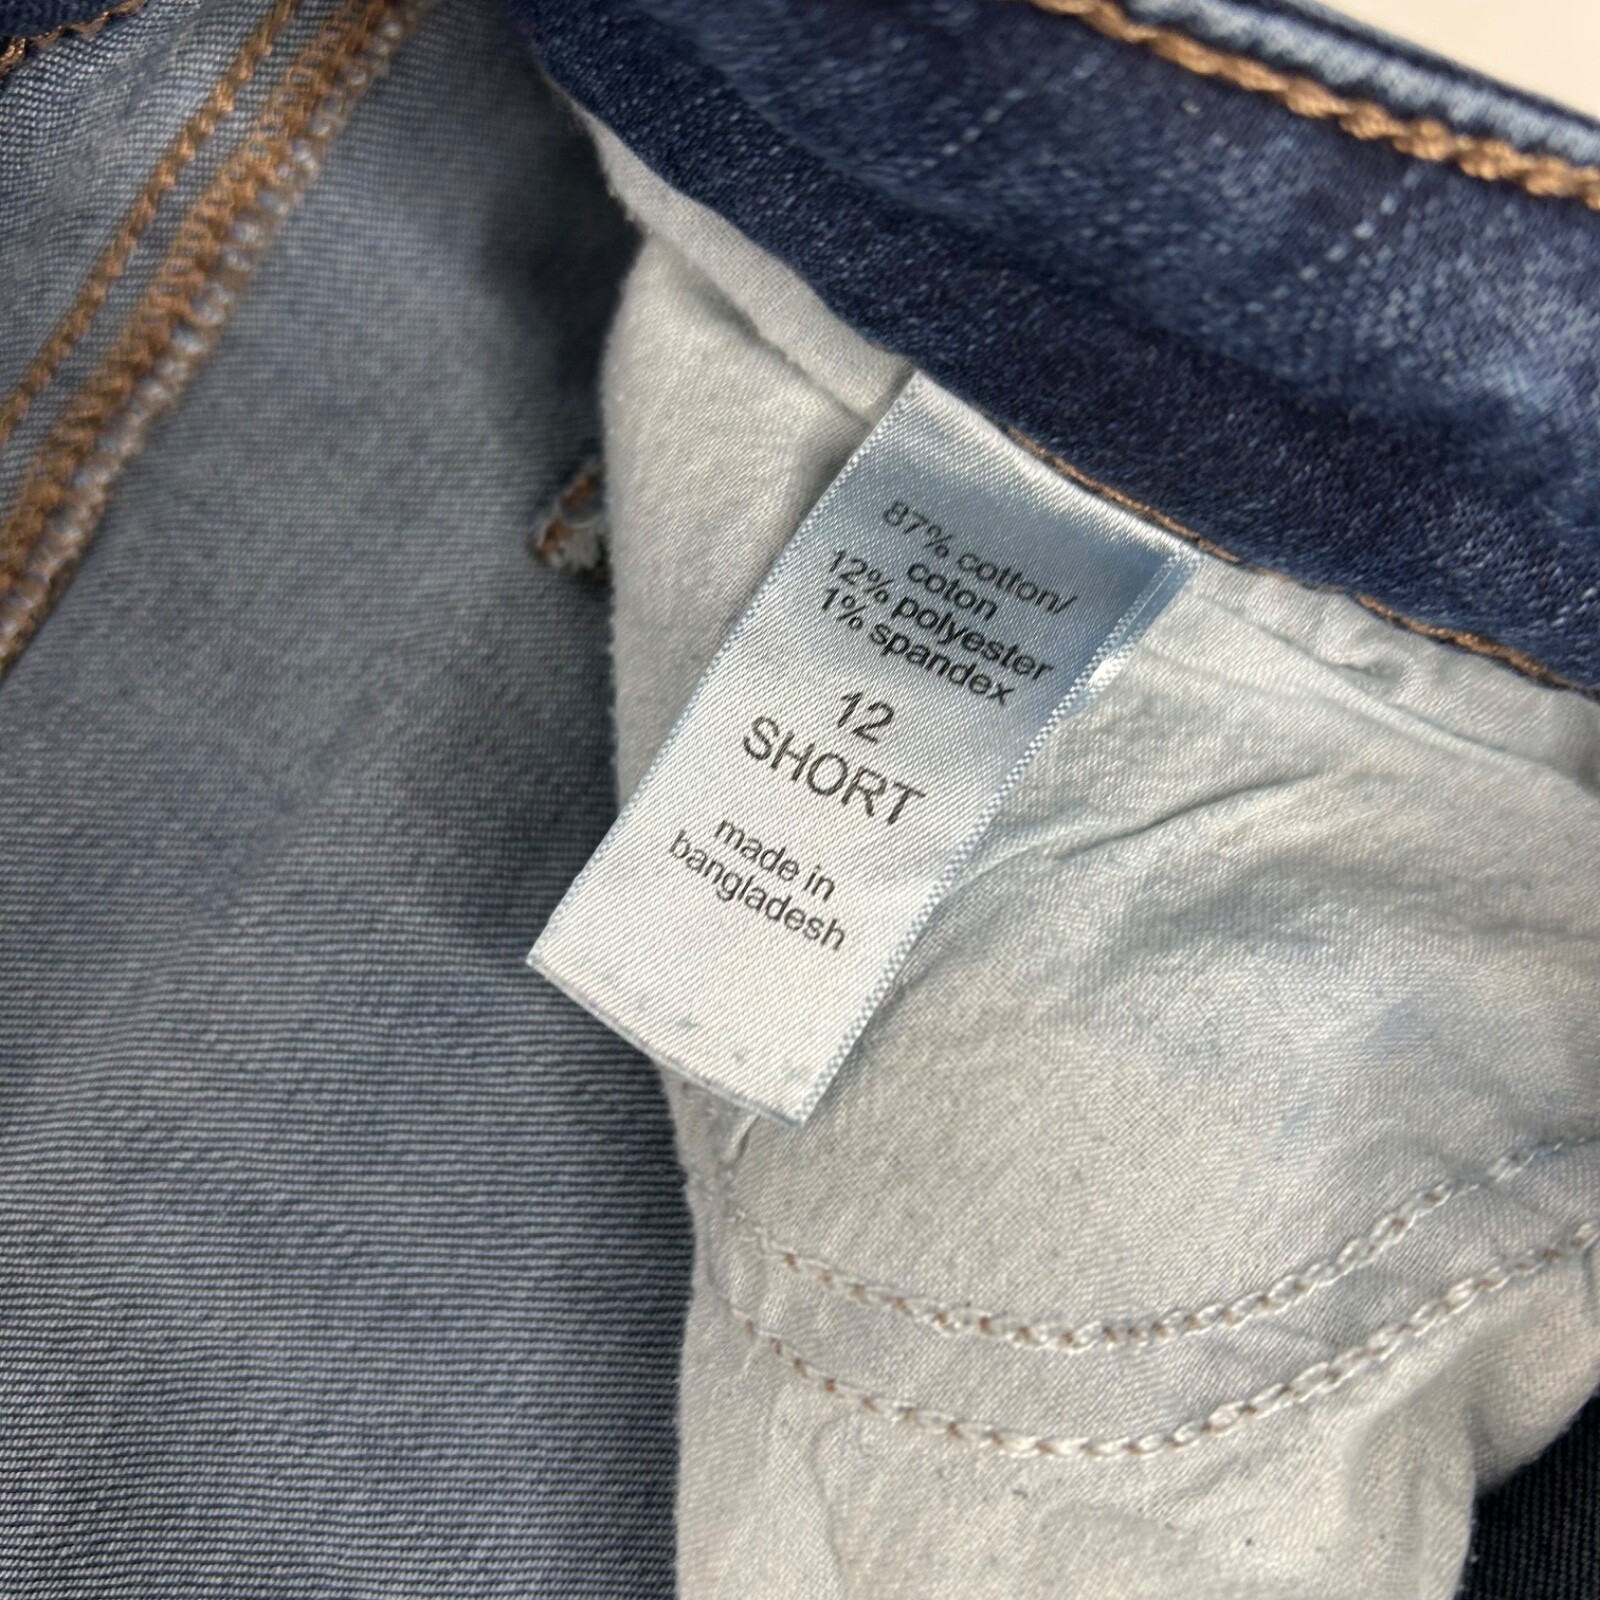 87% cotton/
coton
12% polyester
1% spandex
12
SHORT
made in
bangladesh